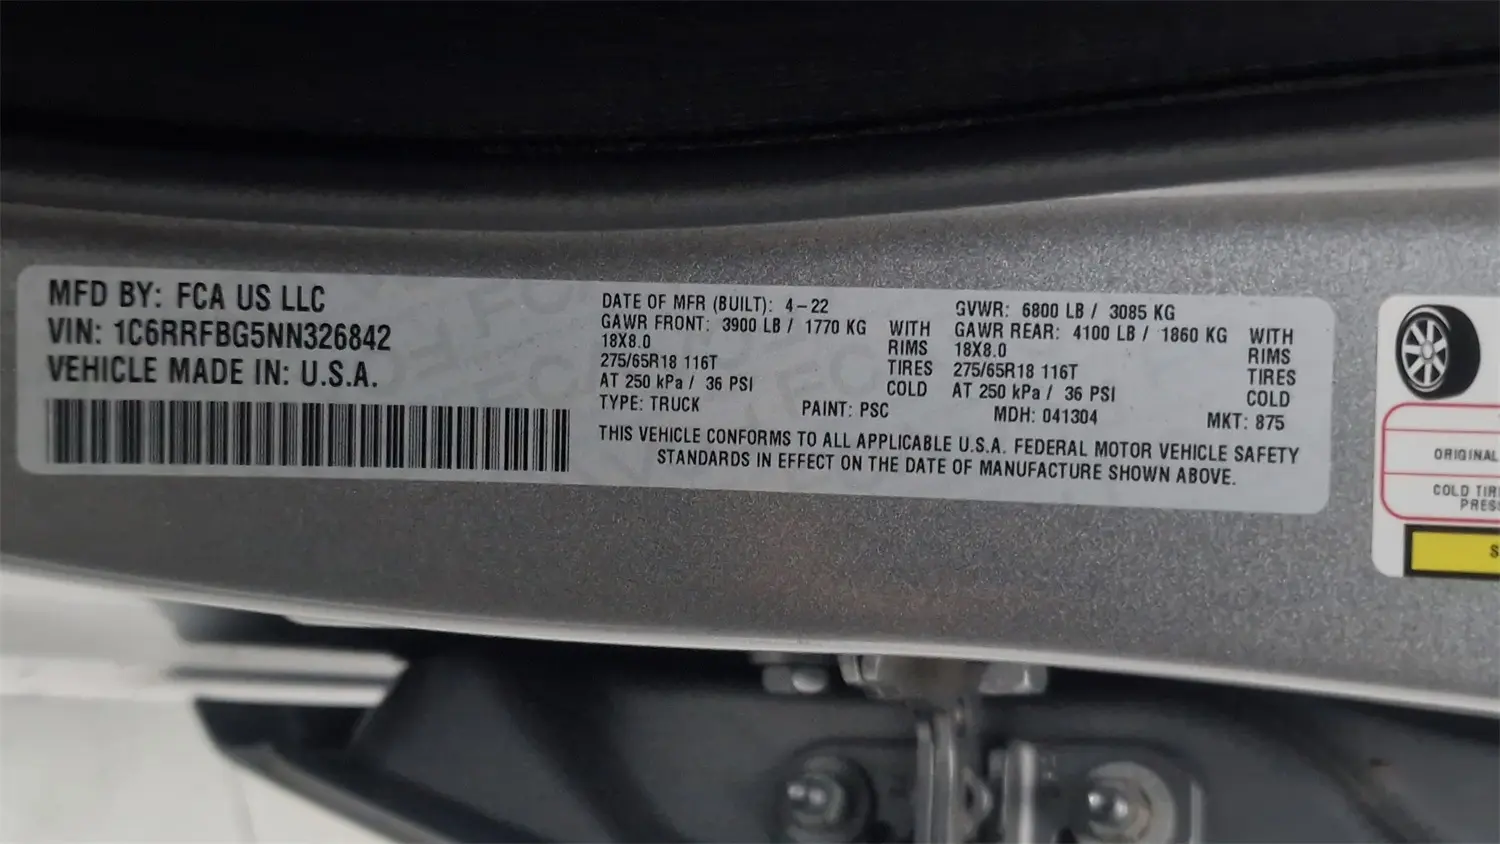 MFD BY: FCA US LLC
VIN: 1C6RRFBG5NN326842
VEHICLE MADE IN: U.S.A.
DATE OF MFR (BUILT): 4-22
GAWR FRONT: 3900 LB / 1770 KG WITH
18X8.0 RIMS
275/65R18 116T TIRES
AT 250 kPa / 36 PSI COLD
GVWR: 6800 LB / 3085 KG
GAWR REAR: 4100 LB / 1860 KG WITH
18X8.0 RIMS
275/65R18 116T TIRES
AT 250 kPa / 36 PSI COLD
TYPE: TRUCK PAINT: PSC MDH: 041304 MKT: 875
THIS VEHICLE CONFORMS TO ALL APPLICABLE U.S.A. FEDERAL MOTOR VEHICLE SAFETY
STANDARDS IN EFFECT ON THE DATE OF MANUFACTURE SHOWN ABOVE.
ORIGINAL
COLD